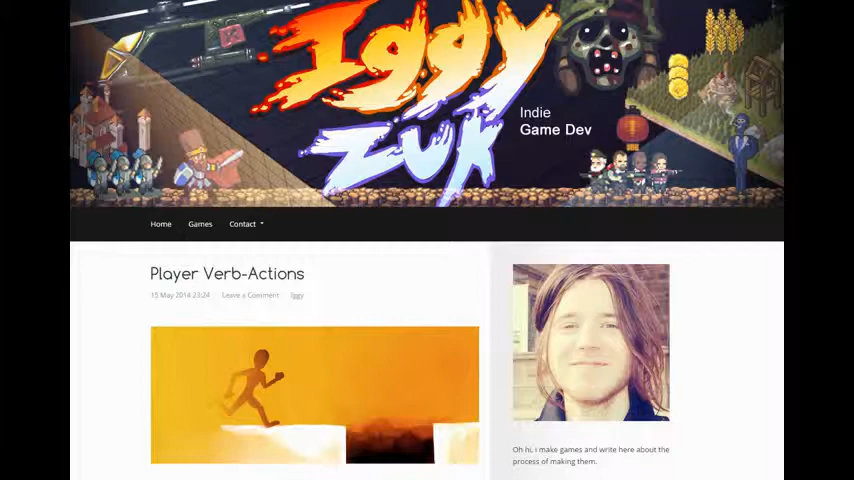 Iggy
Zuk
Indie
Game Dev
Home Games Contact
Player Verb-Actions
15 May 2014 23:24 Leave a Comment Iggy
Oh hi, i make games and write here about the
process of making them.